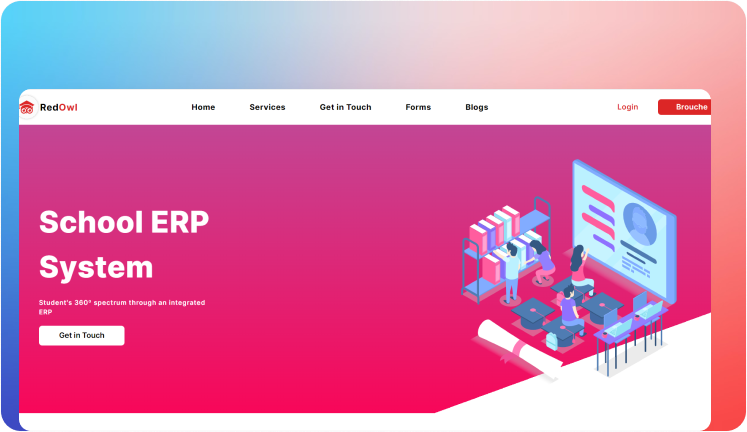 RedOwl
Home Services Get in Touch Forms Blogs Login Brouche
School ERP
System
Student's 360° spectrum through an integrated
ERP
Get in Touch